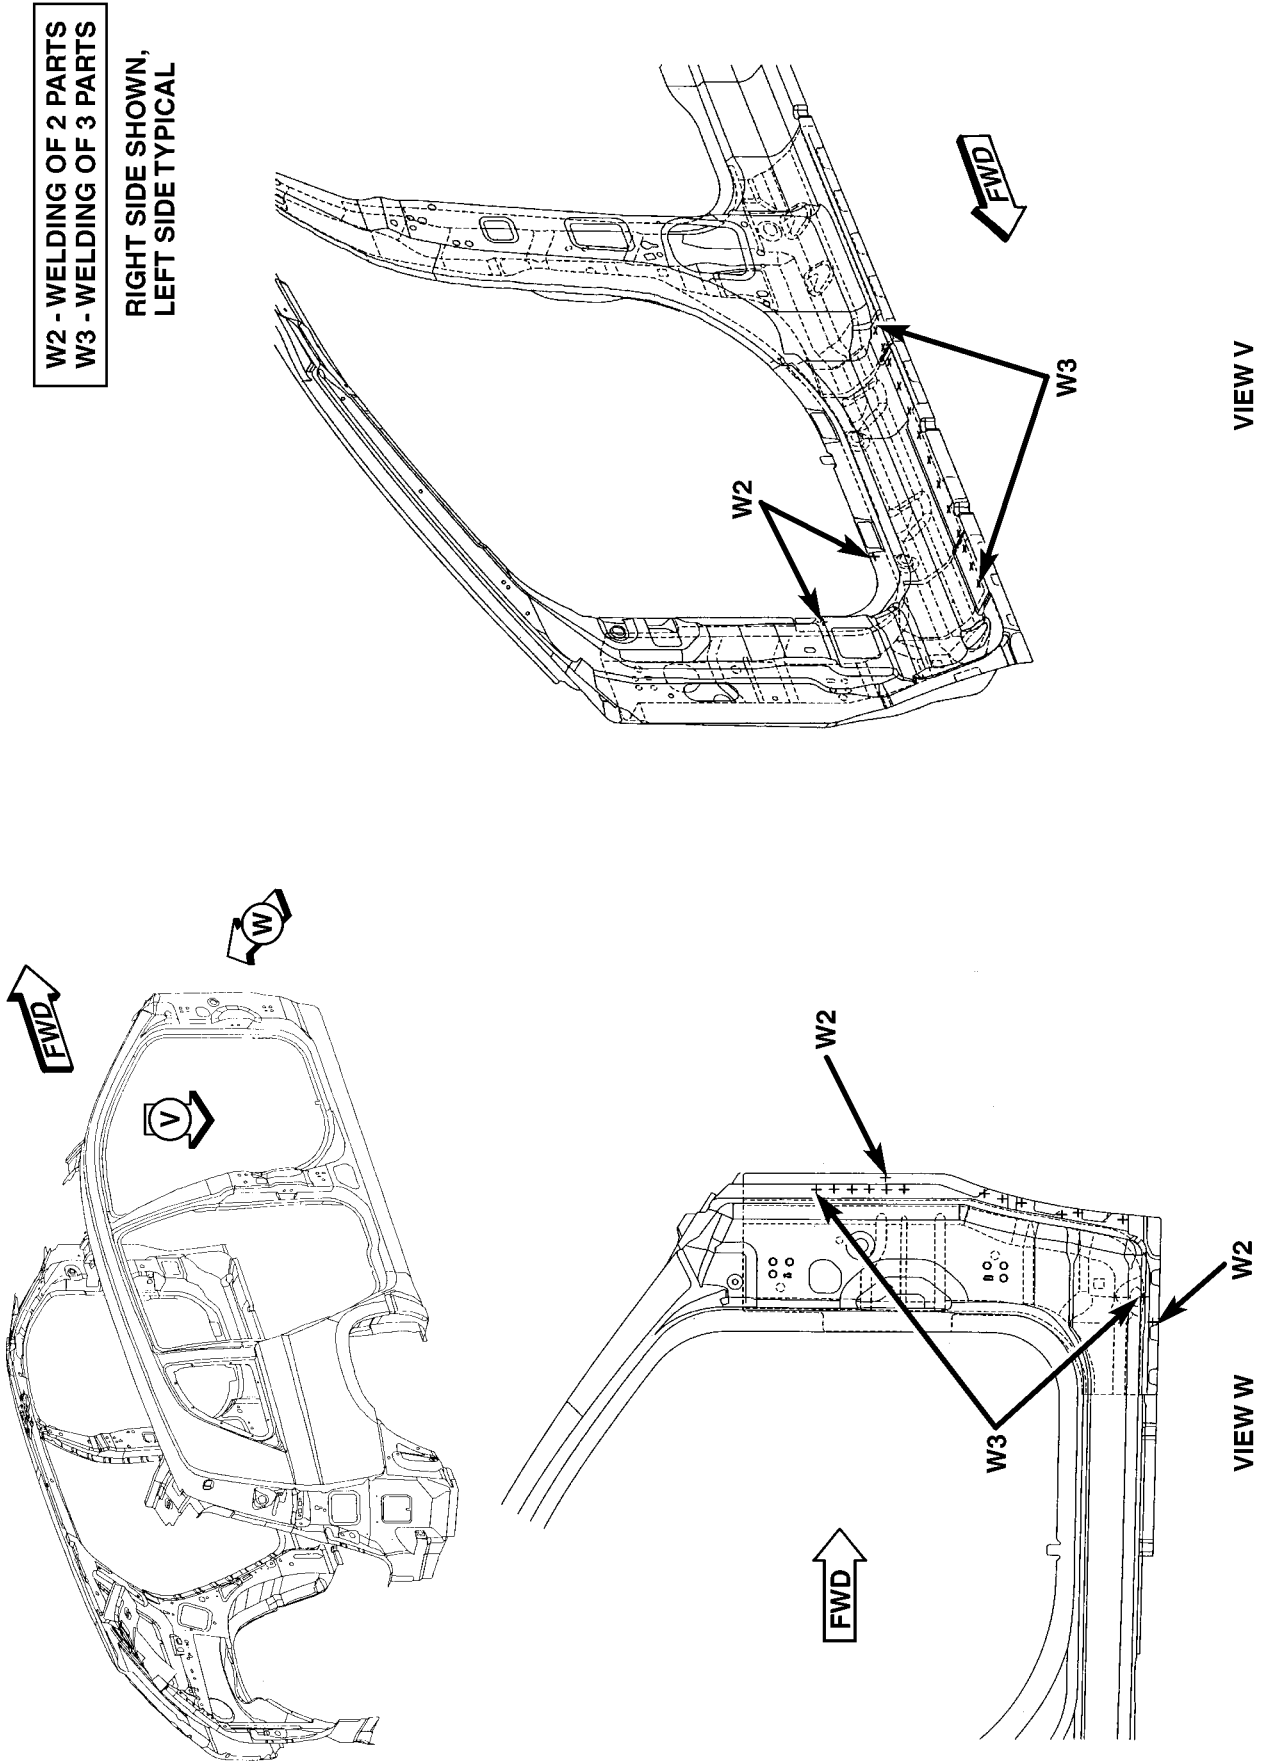 W2 - WELDING OF 2 PARTS
W3 - WELDING OF 3 PARTS
RIGHT SIDE SHOWN,
LEFT SIDE TYPICAL
FWD
V
W
W2
W3
FWD
VIEW V
W2
W3
W2
FWD
VIEW W